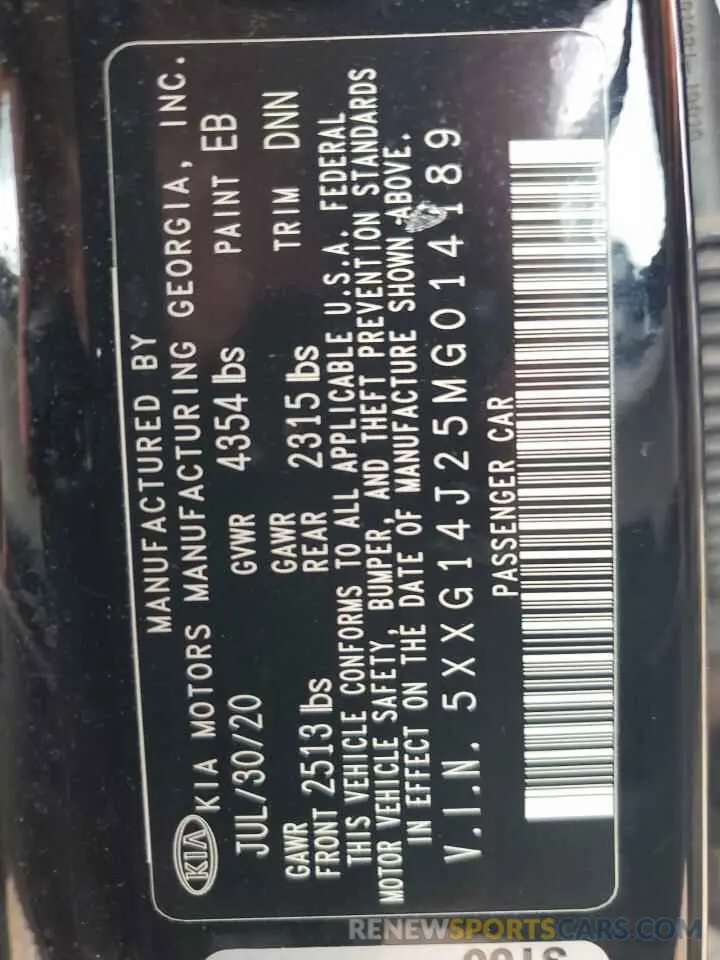 MANUFACTURED BY
KIA KIA MOTORS MANUFACTURING GEORGIA, INC.
JUL/30/20 GVWR 4354 lbs PAINT EB
GAWR FRONT 2513 lbs GAWR REAR 2315 lbs TRIM DNN
THIS VEHICLE CONFORMS TO ALL APPLICABLE U.S.A. FEDERAL
MOTOR VEHICLE SAFETY, BUMPER, AND THEFT PREVENTION STANDARDS
IN EFFECT ON THE DATE OF MANUFACTURE SHOWN ABOVE.
V.I.N. 5XXG14J25MG014189
PASSENGER CAR
RENEWSPORTSCARS.COM